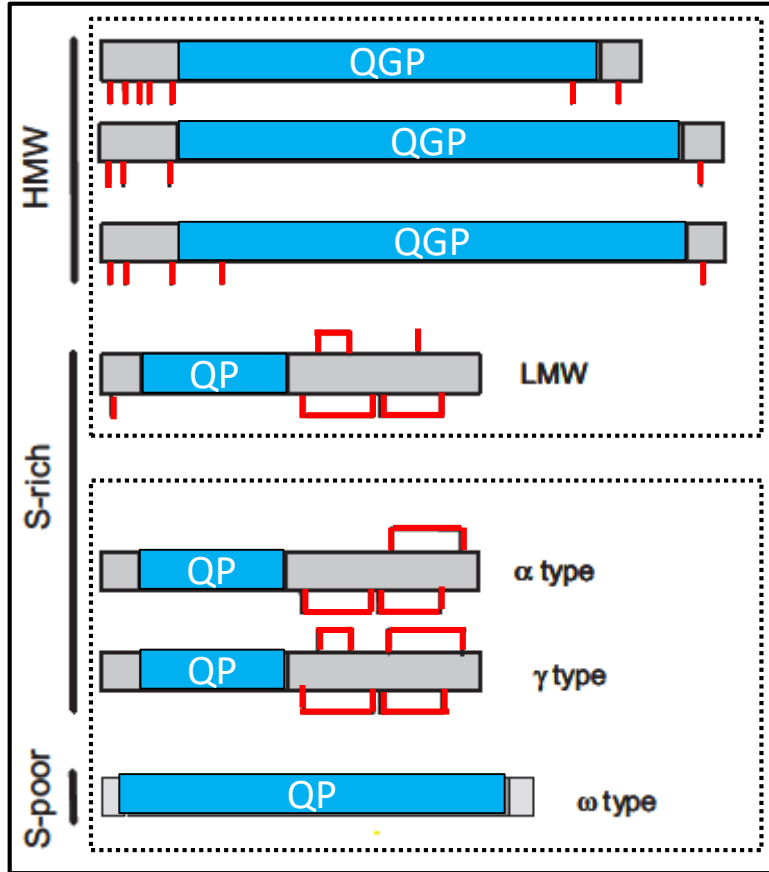 HMW
QGP
QGP
QGP
S-rich
QP
LMW
QP
α type
QP
γ type
S-poor
QP
ω type